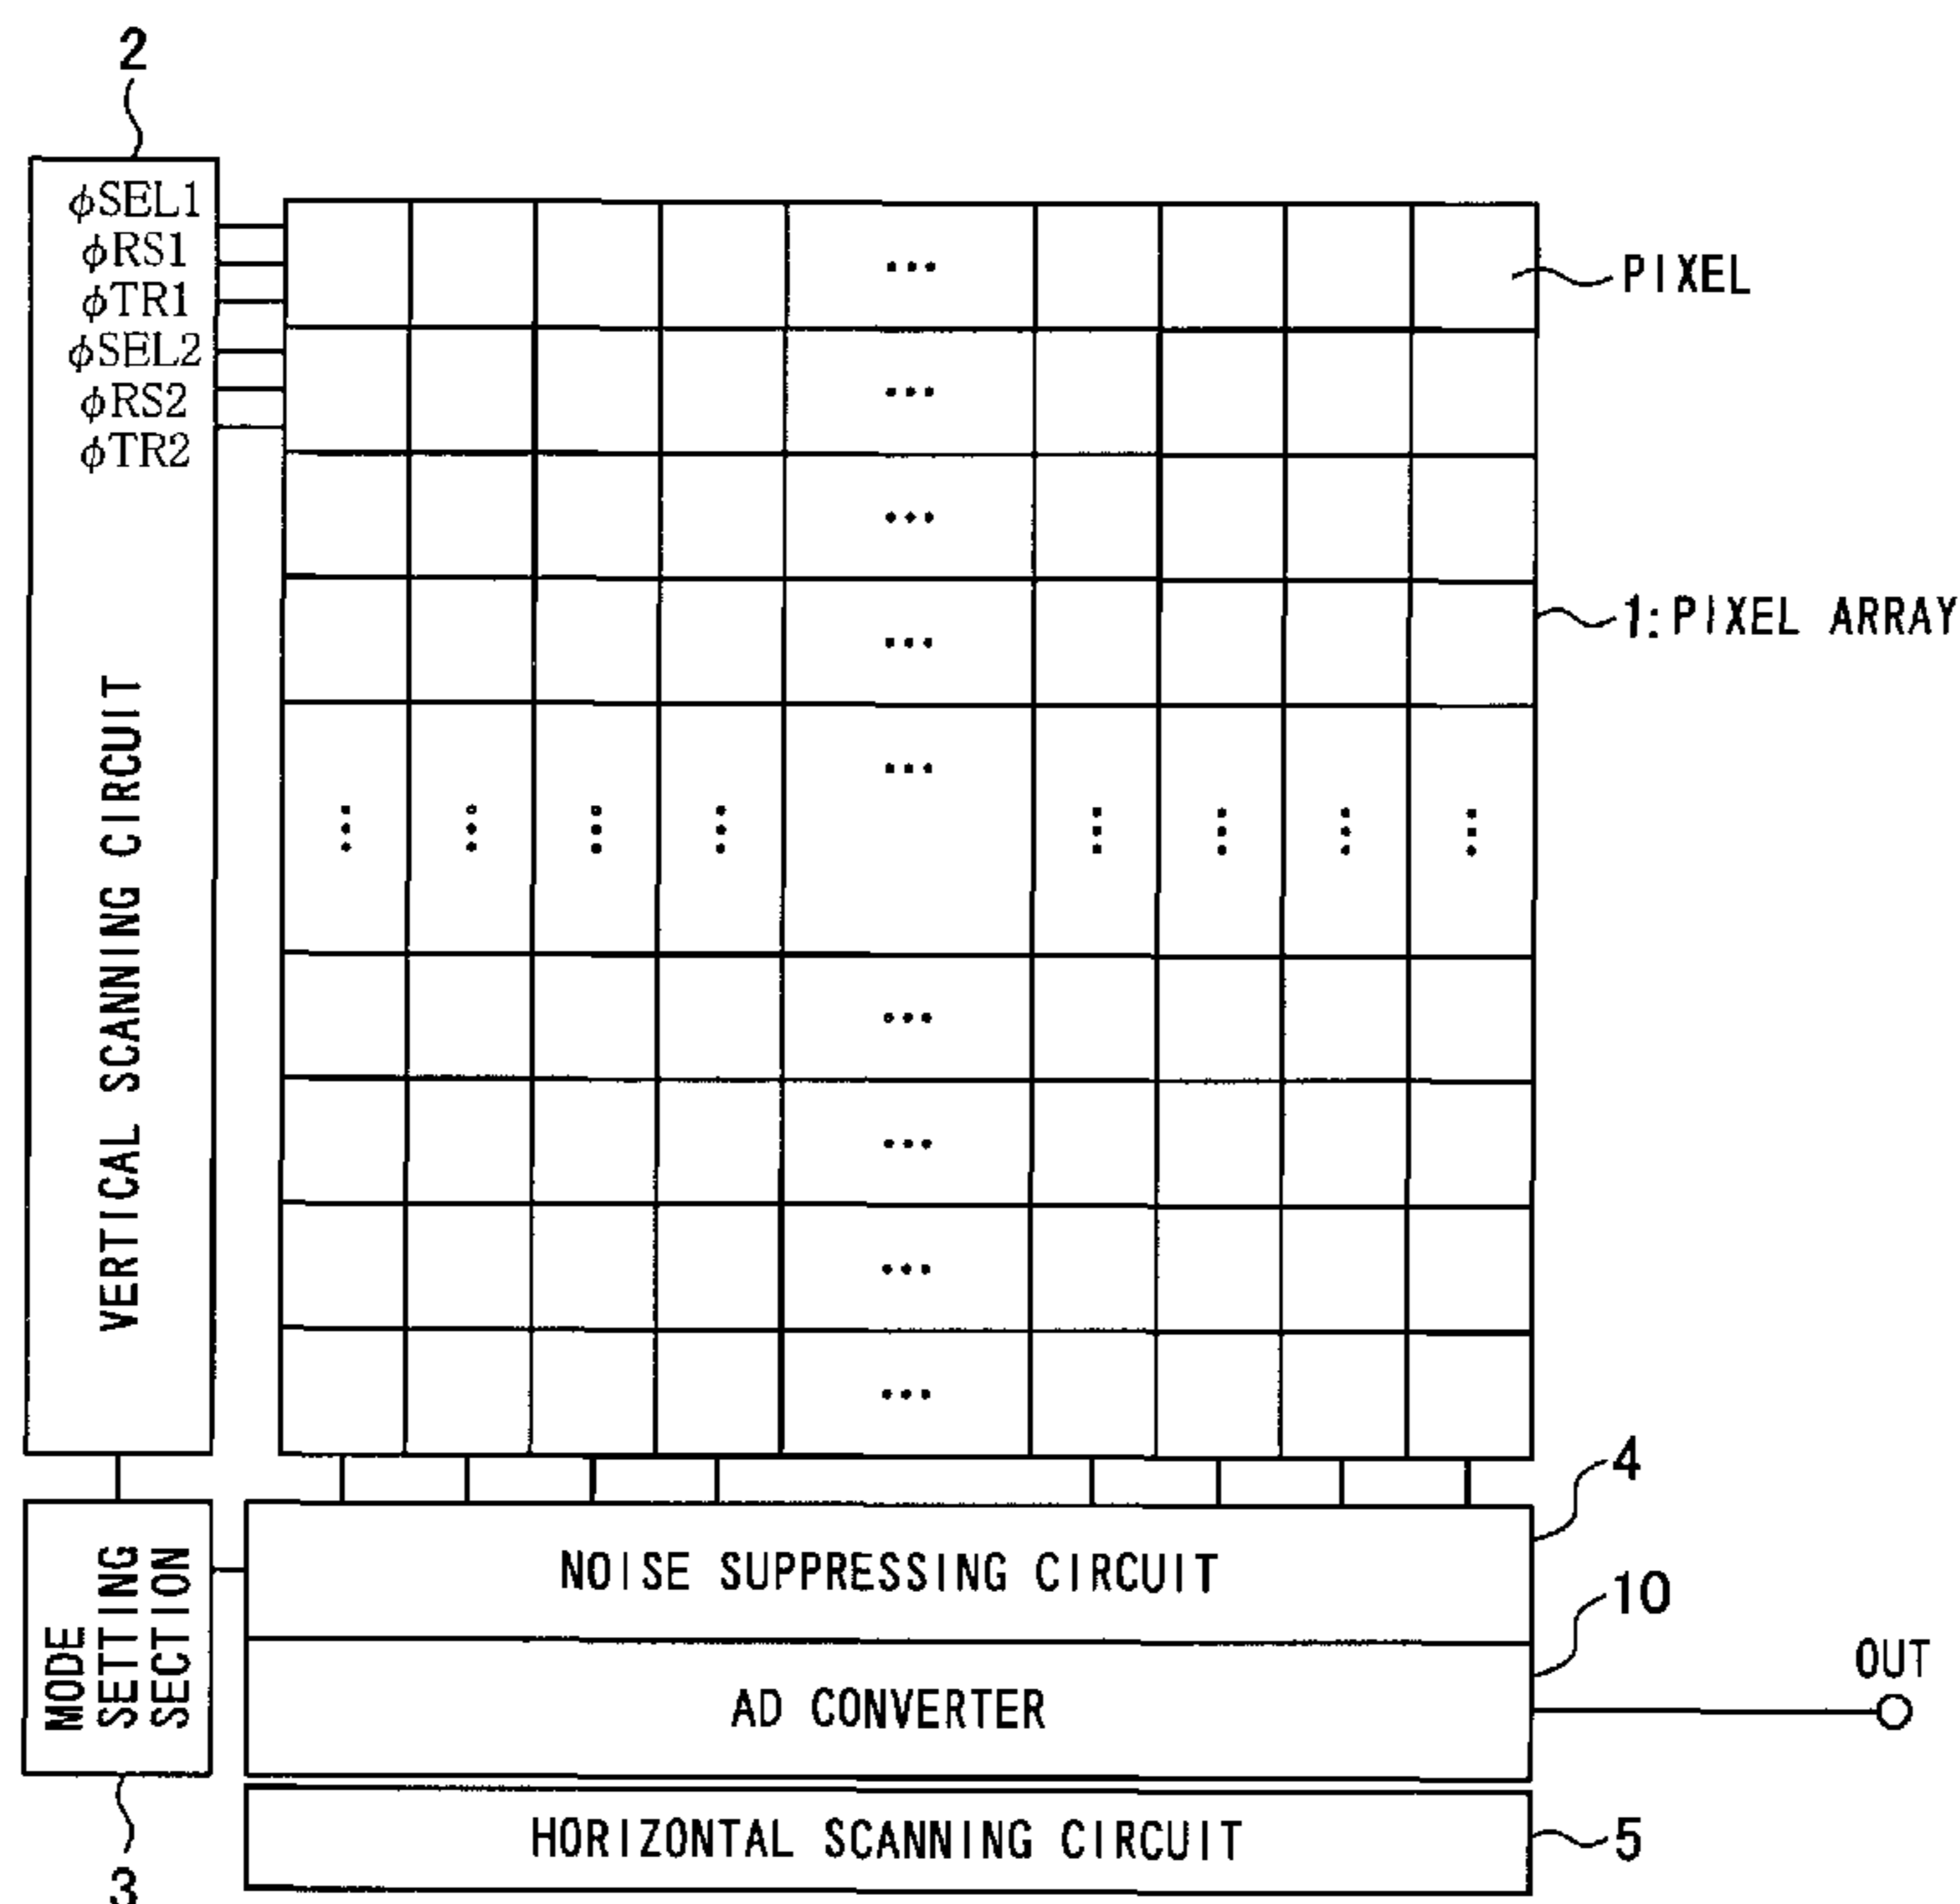 2
φSEL1
φRS1
φTR1
φSEL2
φRS2
φTR2
VERTICAL SCANNING CIRCUIT
PIXEL
1:PIXEL ARRAY
4
NOISE SUPPRESSING CIRCUIT
10
AD CONVERTER
OUT
MODE
SETTING
SECTION
3
HORIZONTAL SCANNING CIRCUIT
5